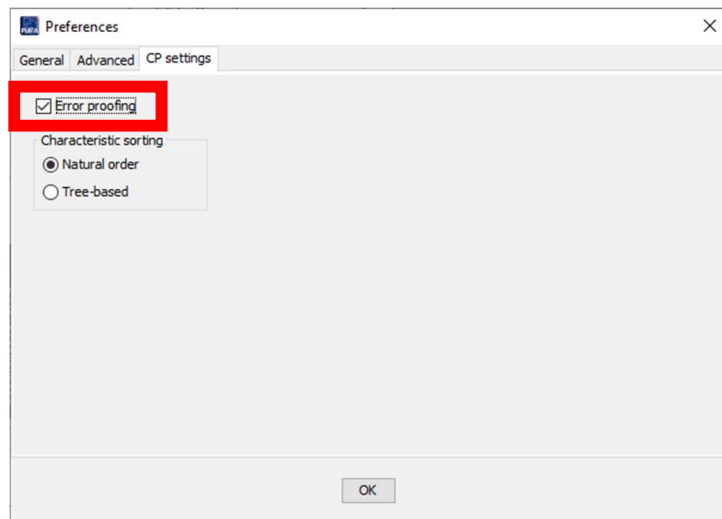 Preferences
General Advanced CP settings
Error proofing
Characteristic sorting
Natural order
Tree-based
OK